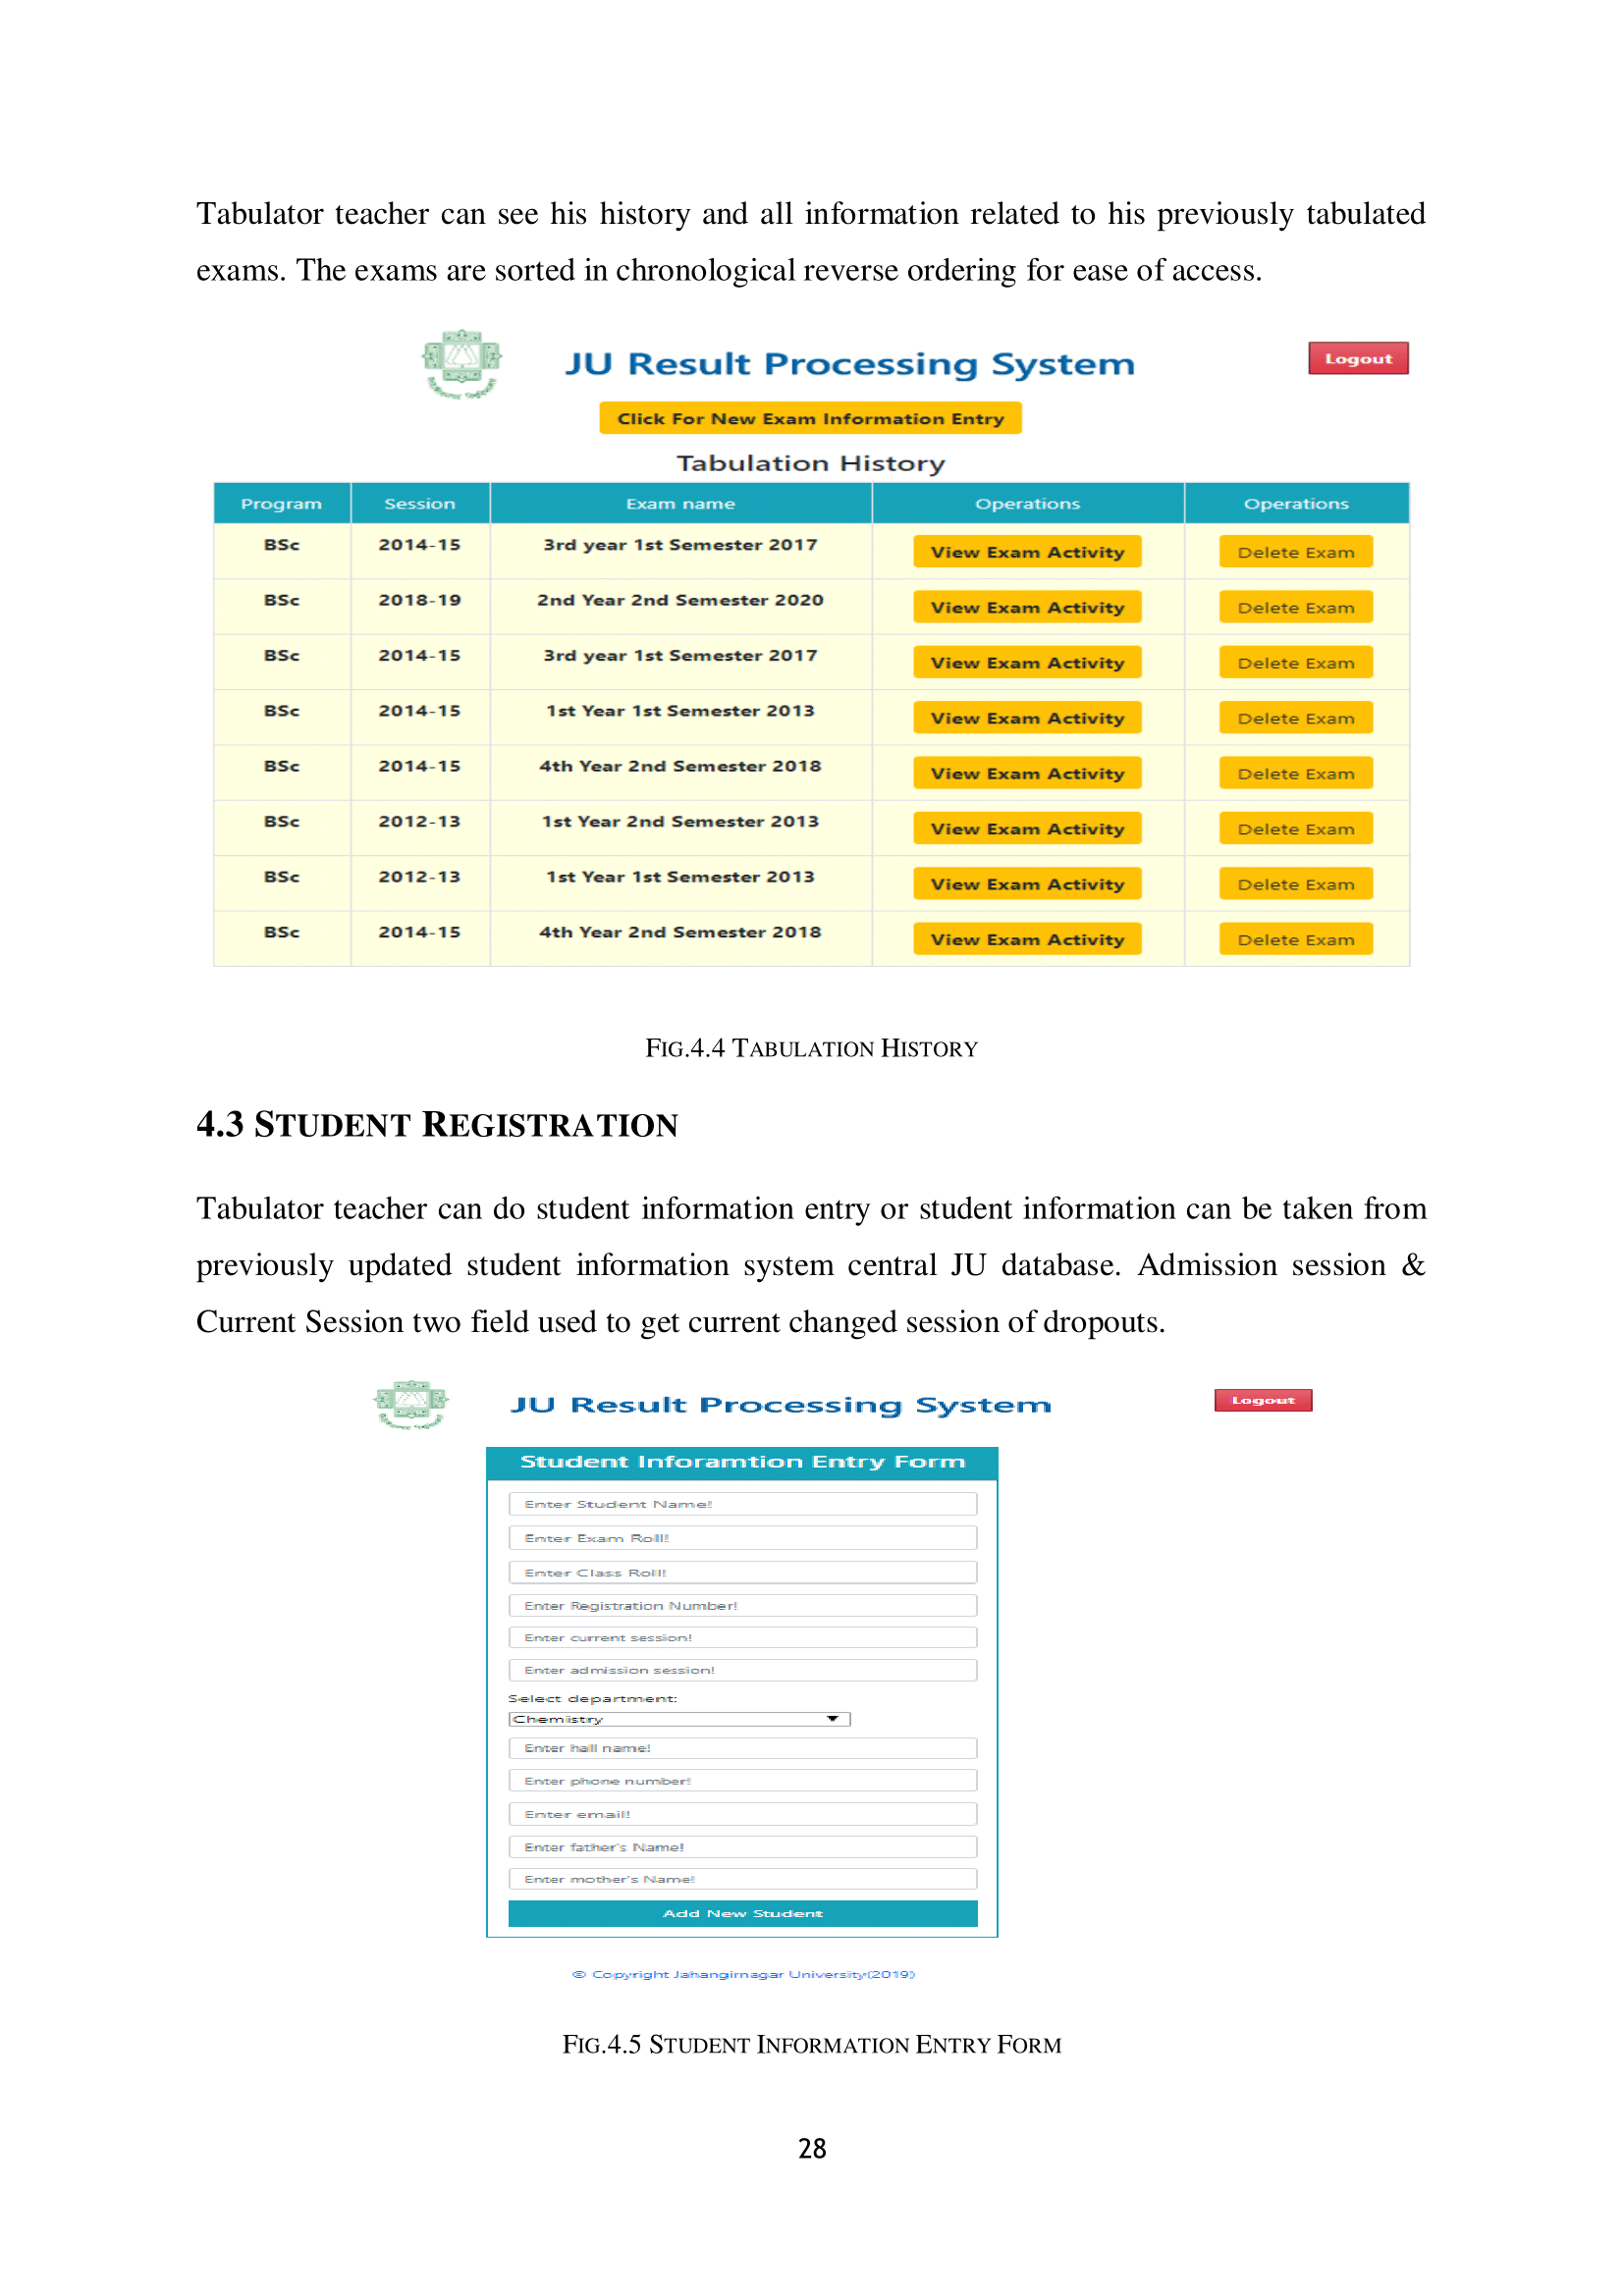 Tabulator teacher can see his history and all information related to his previously tabulated
exams. The exams are sorted in chronological reverse ordering for ease of access.
JU Result Processing System
Logout
Click For New Exam Information Entry
Tabulation History
Program Session Exam name Operations Operations
BSc 2014-15 3rd year 1st Semester 2017 View Exam Activity Delete Exam
BSc 2018-19 2nd Year 2nd Semester 2020 View Exam Activity Delete Exam
BSc 2014-15 3rd year 1st Semester 2017 View Exam Activity Delete Exam
BSc 2014-15 1st Year 1st Semester 2013 View Exam Activity Delete Exam
BSc 2014-15 4th Year 2nd Semester 2018 View Exam Activity Delete Exam
BSc 2012-13 1st Year 2nd Semester 2013 View Exam Activity Delete Exam
BSc 2012-13 1st Year 1st Semester 2013 View Exam Activity Delete Exam
BSc 2014-15 4th Year 2nd Semester 2018 View Exam Activity Delete Exam
FIG.4.4 TABULATION HISTORY
4.3 STUDENT REGISTRATION
Tabulator teacher can do student information entry or student information can be taken from
previously updated student information system central JU database. Admission session &
Current Session two field used to get current changed session of dropouts.
JU Result Processing System
Logout
Student Inforamtion Entry Form
Enter Student Name!
Enter Exam Roll!
Enter Class Roll!
Enter Registration Number!
Enter current session!
Enter admission session!
Select department:
Chemistry
Enter hall name!
Enter phone number!
Enter email!
Enter father's Name!
Enter mother's Name!
Add New Student
© Copyright Jahangirnagar University(2019)
FIG.4.5 STUDENT INFORMATION ENTRY FORM
28